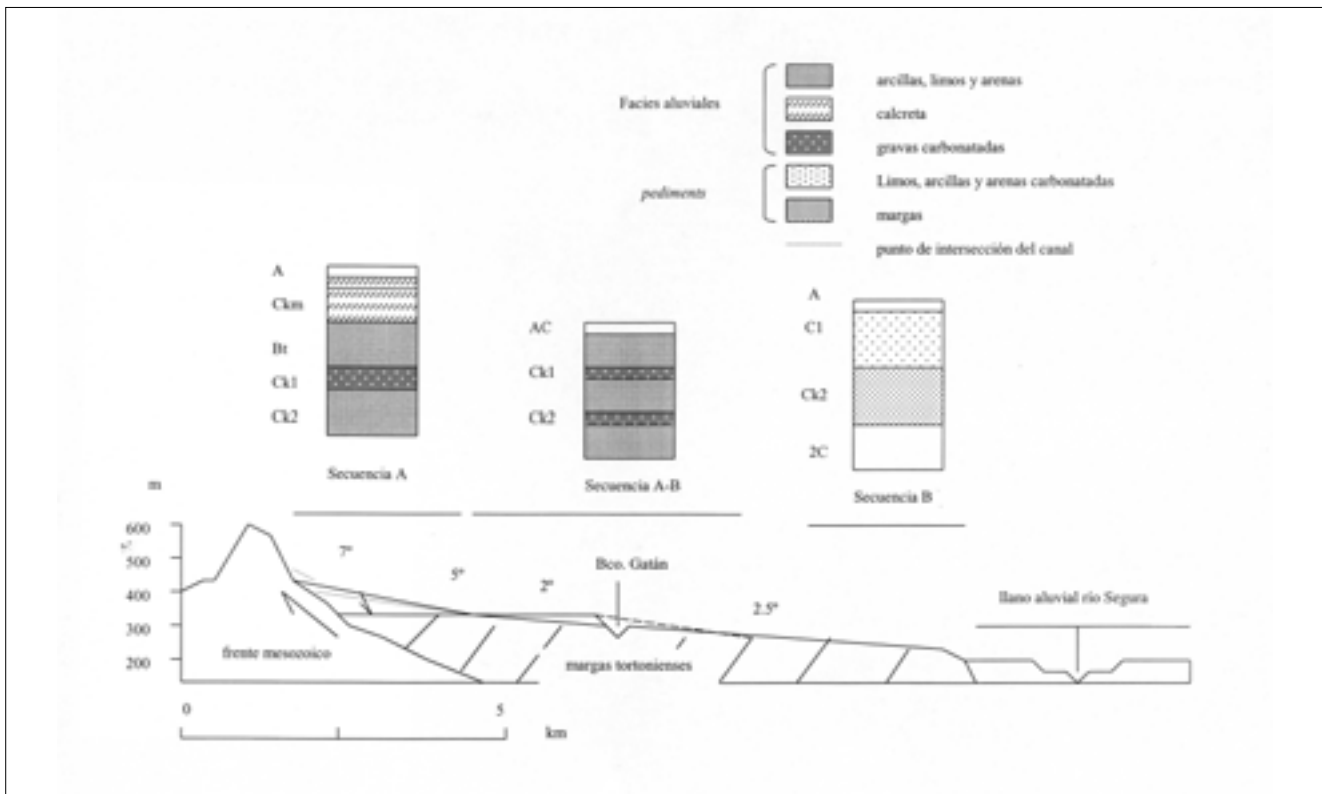 arcillas, limos y arenas
Facies aluviales
calcreta
gravas carbonatadas
Limos, arcillas y arenas carbonatadas
pediments
margas
punto de intersección del canal
A
Ckm
Bt
Ck1
Ck2
Secuencia A
AC
Ck1
Ck2
Secuencia A-B
A
C1
Ck2
2C
Secuencia B
m
600
500
400
300
200
7º
5º
2º
Bco. Gatán
2.5º
llano aluvial río Segura
frente mesozoico
margas tortonienses
0
5
km